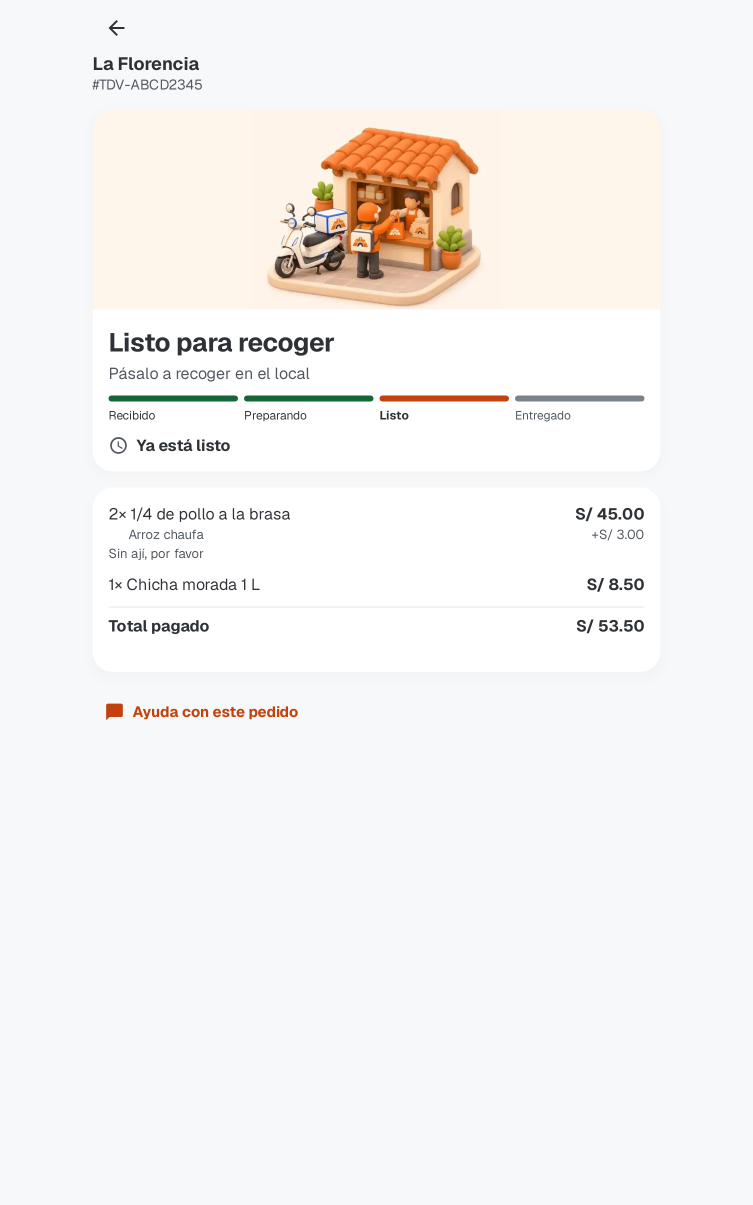 La Florencia
#TDV-ABCD2345
Listo para recoger
Pásalo a recoger en el local
Recibido Preparando Listo Entregado
Ya está listo
2× 1/4 de pollo a la brasa S/ 45.00
Arroz chaufa +S/ 3.00
Sin ají, por favor
1× Chicha morada 1 L S/ 8.50
Total pagado S/ 53.50
Ayuda con este pedido